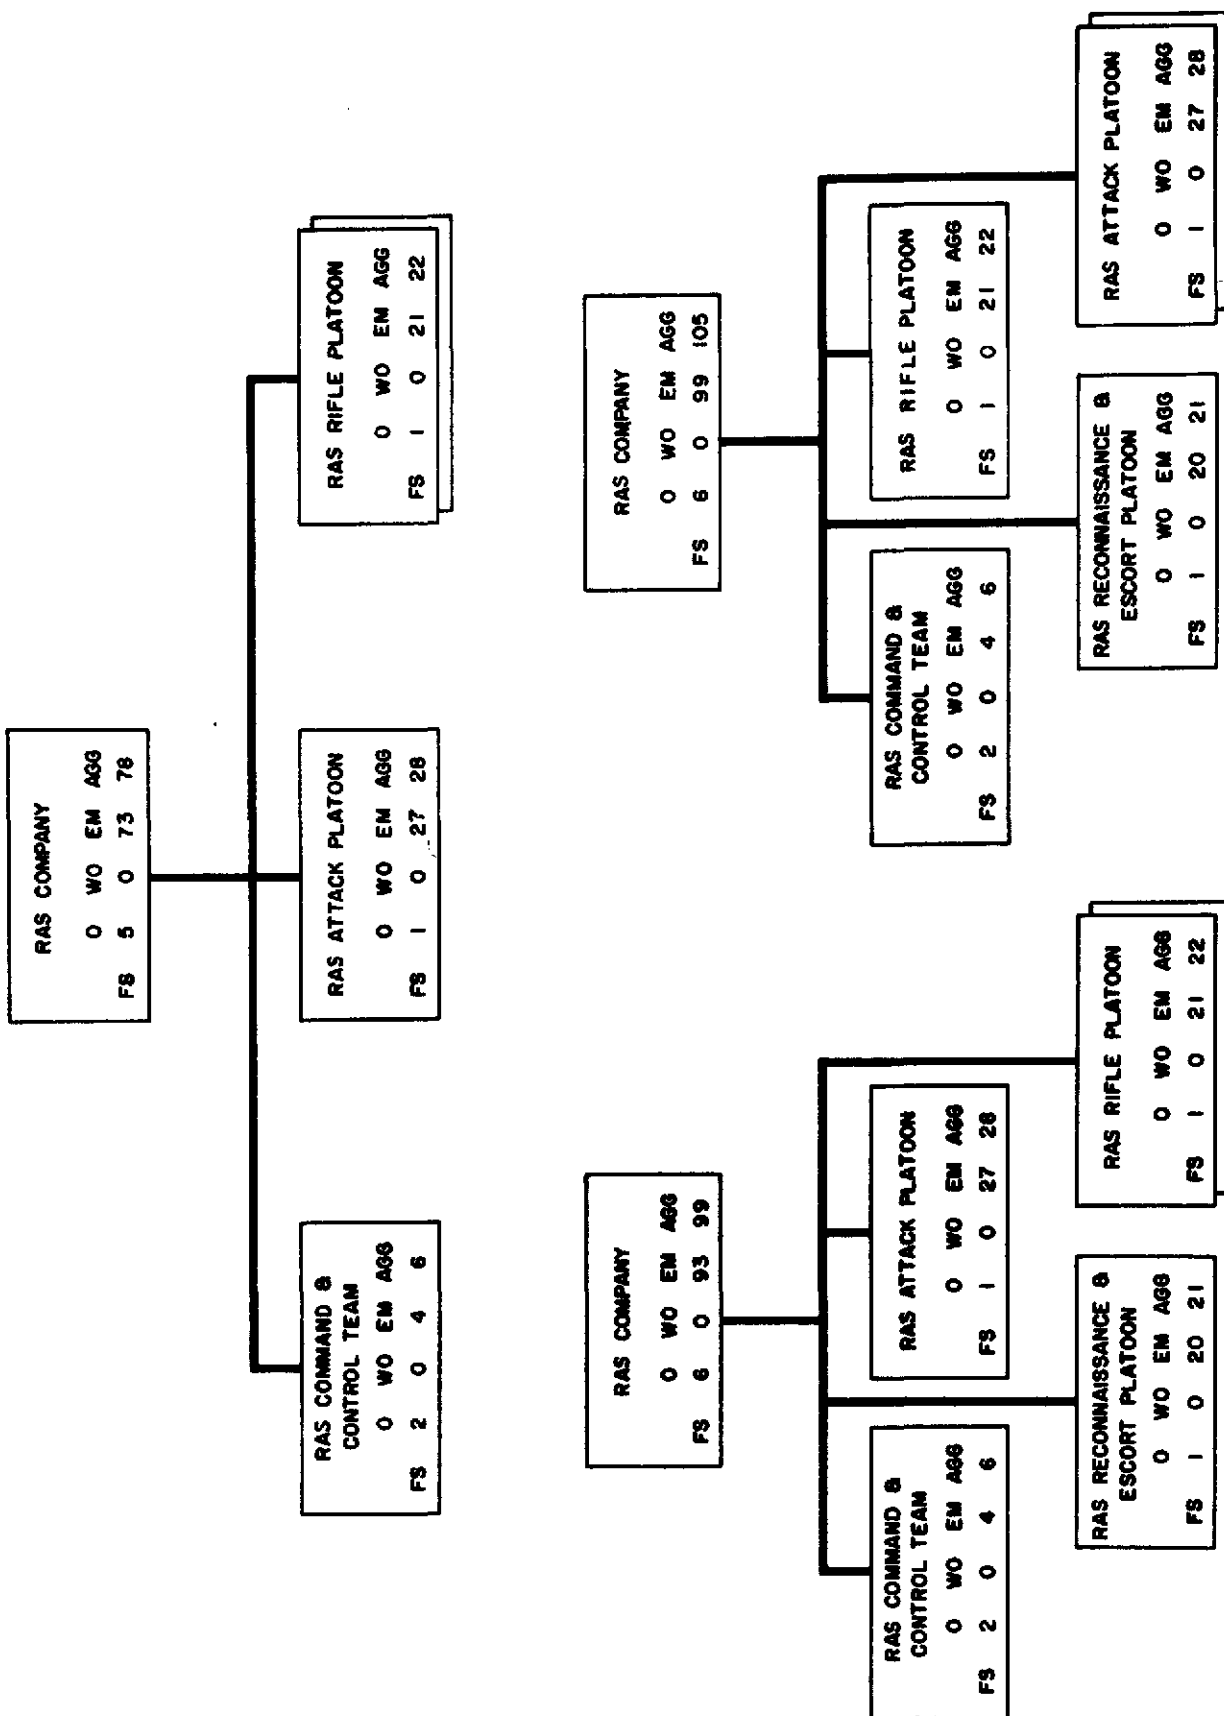 RAS COMPANY
O WO EM AGG
FS 5 0 73 78
RAS COMMAND &
CONTROL TEAM
O WO EM AGG
FS 2 0 4 6
RAS ATTACK PLATOON
O WO EM AGG
FS 1 0 27 28
RAS RIFLE PLATOON
O WO EM AGG
FS 1 0 21 22
RAS COMPANY
O WO EM AGG
FS 6 0 93 99
RAS COMMAND &
CONTROL TEAM
O WO EM AGG
FS 2 0 4 6
RAS ATTACK PLATOON
O WO EM AGG
FS 1 0 27 28
RAS RECONNAISSANCE &
ESCORT PLATOON
O WO EM AGG
FS 1 0 20 21
RAS RIFLE PLATOON
O WO EM AGG
FS 1 0 21 22
RAS COMPANY
O WO EM AGG
FS 6 0 99 105
RAS COMMAND &
CONTROL TEAM
O WO EM AGG
FS 2 0 4 6
RAS RIFLE PLATOON
O WO EM AGG
FS 1 0 21 22
RAS RECONNAISSANCE &
ESCORT PLATOON
O WO EM AGG
FS 1 0 20 21
RAS ATTACK PLATOON
O WO EM AGG
FS 1 0 27 28